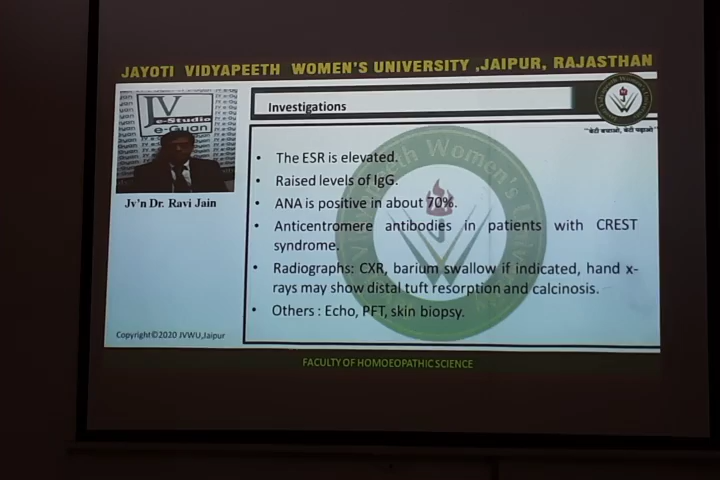 JAYOTI VIDYAPEETH WOMEN'S UNIVERSITY ,JAIPUR, RAJASTHAN
JV
e-Studio
e-Gyan
Investigations
"बेटी बचाओ, बेटी पढ़ाओ"
• The ESR is elevated.
• Raised levels of IgG.
• ANA is positive in about 70%.
• Anticentromere antibodies in patients with CREST
syndrome.
• Radiographs: CXR, barium swallow if indicated, hand x-
rays may show distal tuft resorption and calcinosis.
• Others : Echo, PFT, skin biopsy.
Jv'n Dr. Ravi Jain
Copyright©2020 JVWU,Jaipur
FACULTY OF HOMOEOPATHIC SCIENCE